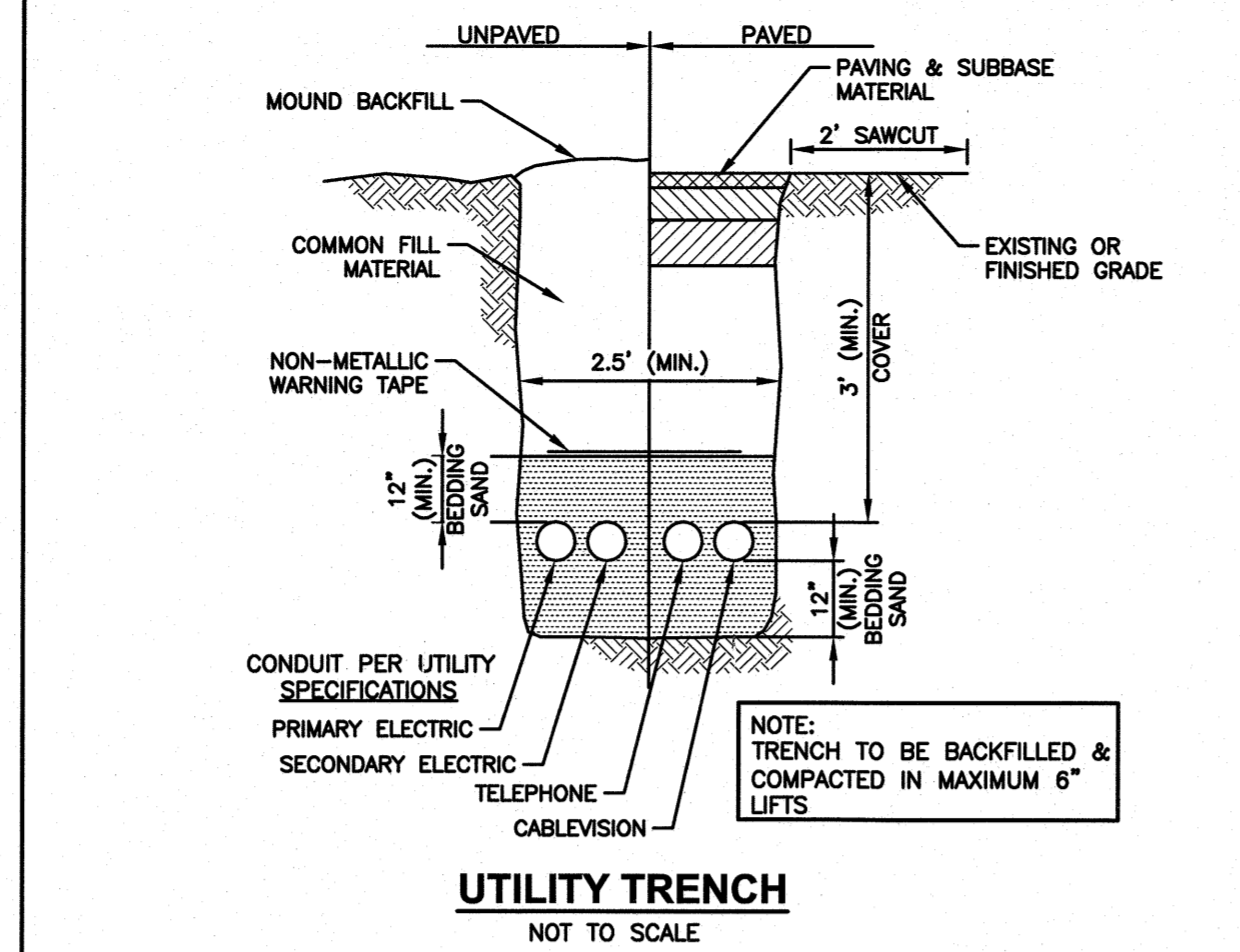 UNPAVED
PAVED
PAVING & SUBBASE
MATERIAL
MOUND BACKFILL
2' SAWCUT
COMMON FILL
MATERIAL
EXISTING OR
FINISHED GRADE
NON-METALLIC
WARNING TAPE
2.5' (MIN.)
3' (MIN.)
COVER
12"
(MIN.)
BEDDING
SAND
12"
(MIN.)
BEDDING
SAND
CONDUIT PER UTILITY
SPECIFICATIONS
PRIMARY ELECTRIC
SECONDARY ELECTRIC
TELEPHONE
CABLEVISION
NOTE:
TRENCH TO BE BACKFILLED &
COMPACTED IN MAXIMUM 6"
LIFTS
UTILITY TRENCH
NOT TO SCALE